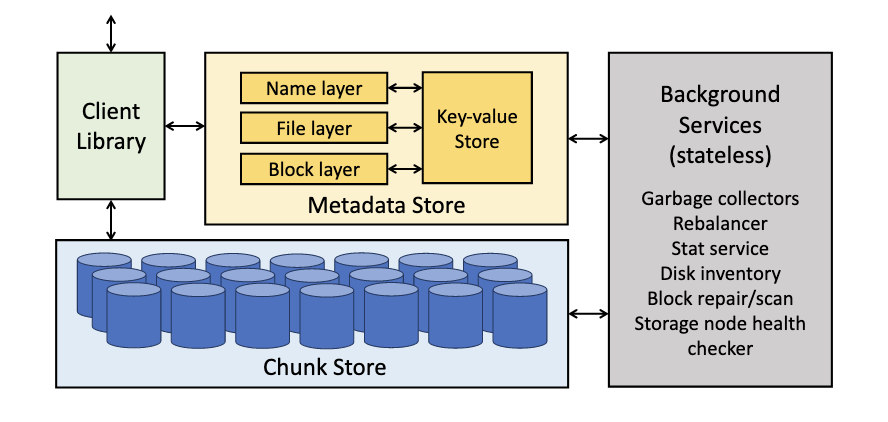 Client
Library
Name layer
File layer
Block layer
Key-value
Store
Metadata Store
Chunk Store
Background
Services
(stateless)
Garbage collectors
Rebalancer
Stat service
Disk inventory
Block repair/scan
Storage node health
checker